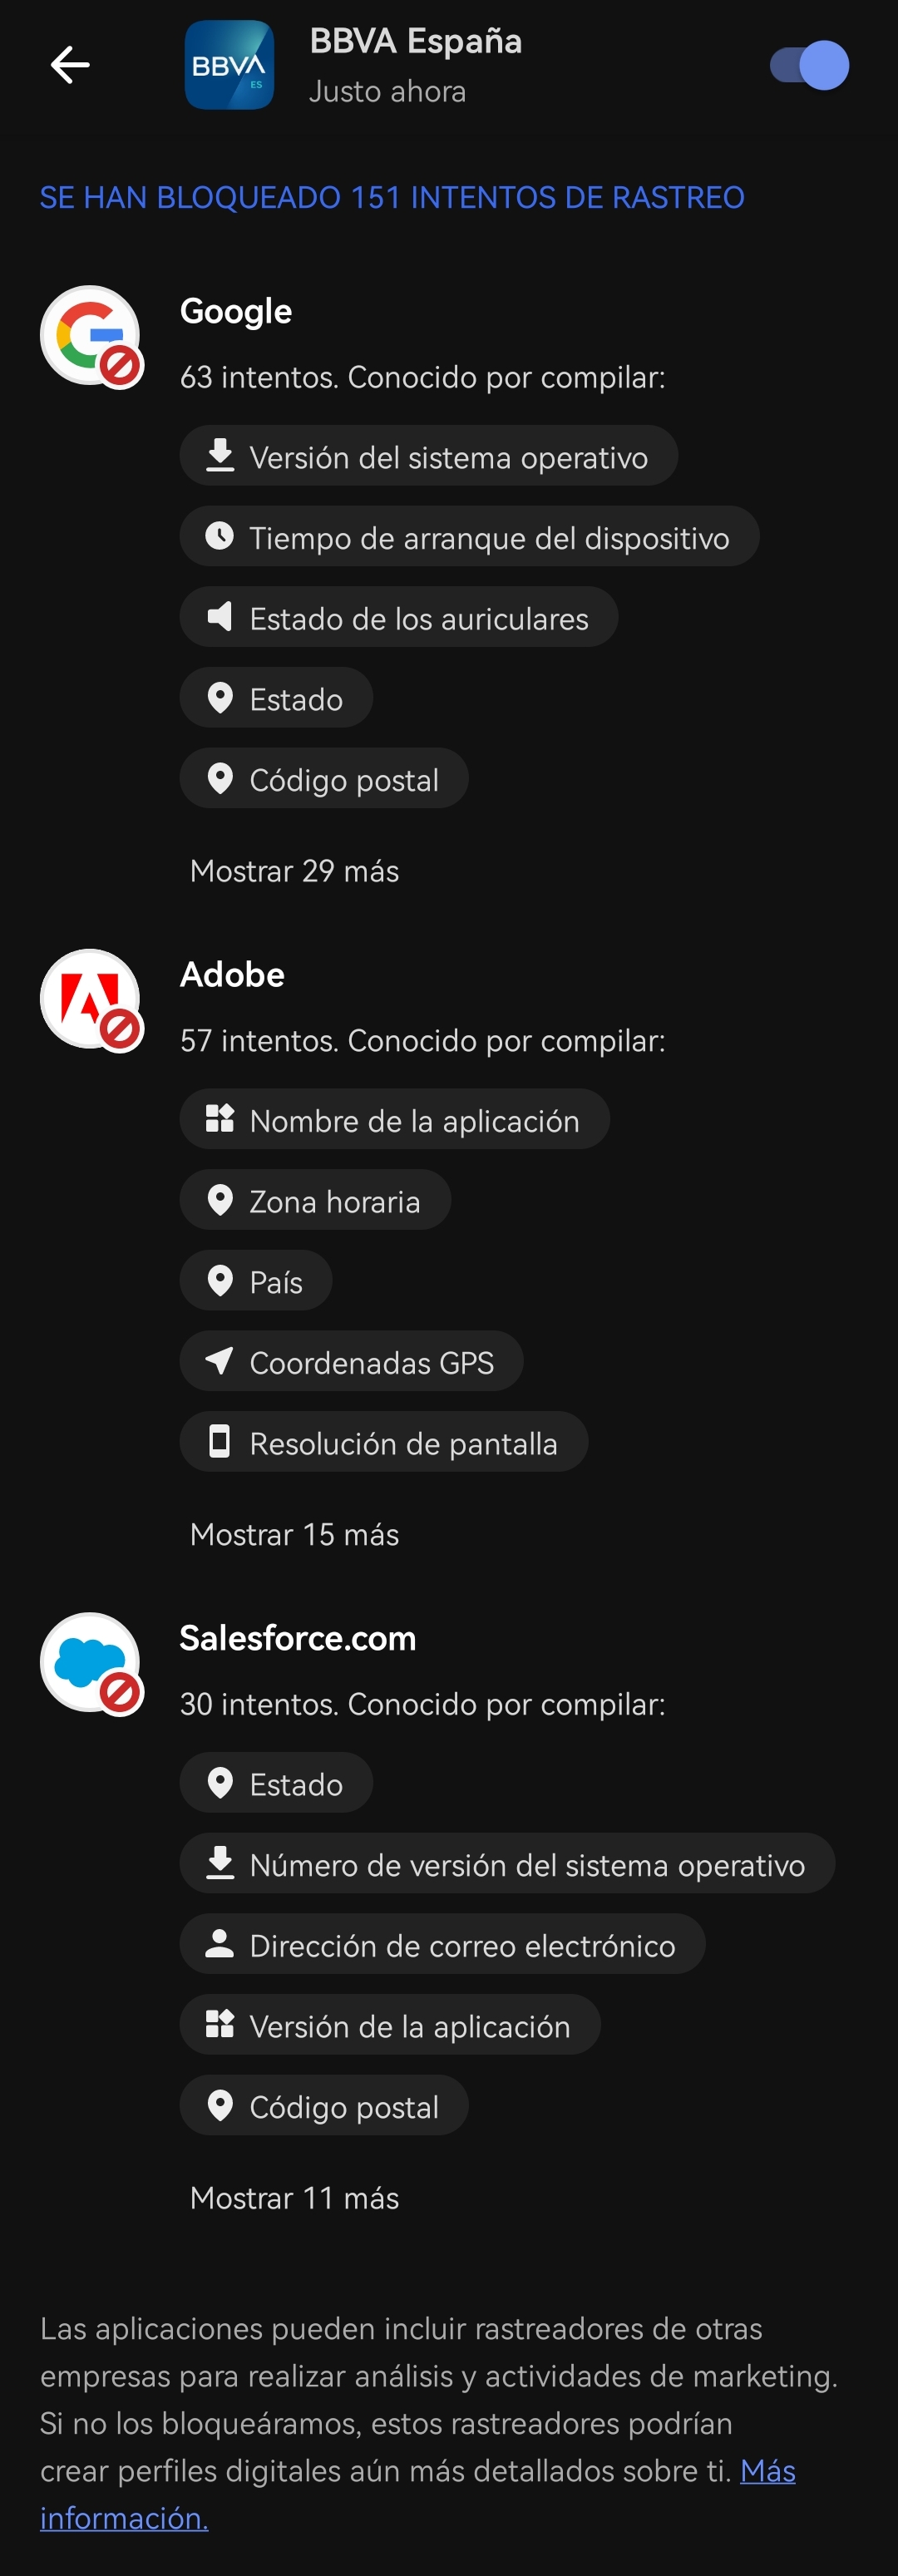 BBVA
ES
BBVA España
Justo ahora
SE HAN BLOQUEADO 151 INTENTOS DE RASTREO
Google
63 intentos. Conocido por compilar:
Versión del sistema operativo
Tiempo de arranque del dispositivo
Estado de los auriculares
Estado
Código postal
Mostrar 29 más
Adobe
57 intentos. Conocido por compilar:
Nombre de la aplicación
Zona horaria
País
Coordenadas GPS
Resolución de pantalla
Mostrar 15 más
Salesforce.com
30 intentos. Conocido por compilar:
Estado
Número de versión del sistema operativo
Dirección de correo electrónico
Versión de la aplicación
Código postal
Mostrar 11 más
Las aplicaciones pueden incluir rastreadores de otras
empresas para realizar análisis y actividades de marketing.
Si no los bloqueáramos, estos rastreadores podrían
crear perfiles digitales aún más detallados sobre ti. Más
información.